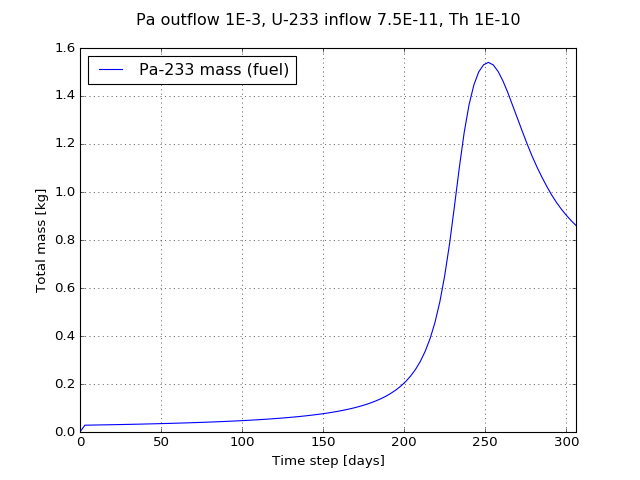 Pa outflow 1E-3, U-233 inflow 7.5E-11, Th 1E-10
Pa-233 mass (fuel)
Total mass [kg]
1.6
1.4
1.2
1.0
0.8
0.6
0.4
0.2
0.0
0 50 100 150 200 250 300
Time step [days]